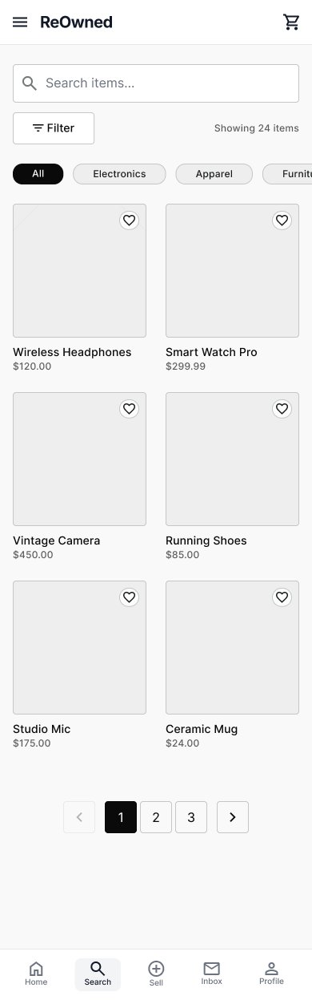 ReOwned
Search items...
Filter
Showing 24 items
All Electronics Apparel Furnitu
Wireless Headphones Smart Watch Pro
$120.00 $299.99
Vintage Camera Running Shoes
$450.00 $85.00
Studio Mic Ceramic Mug
$175.00 $24.00
1 2 3
Home Search Sell Inbox Profile